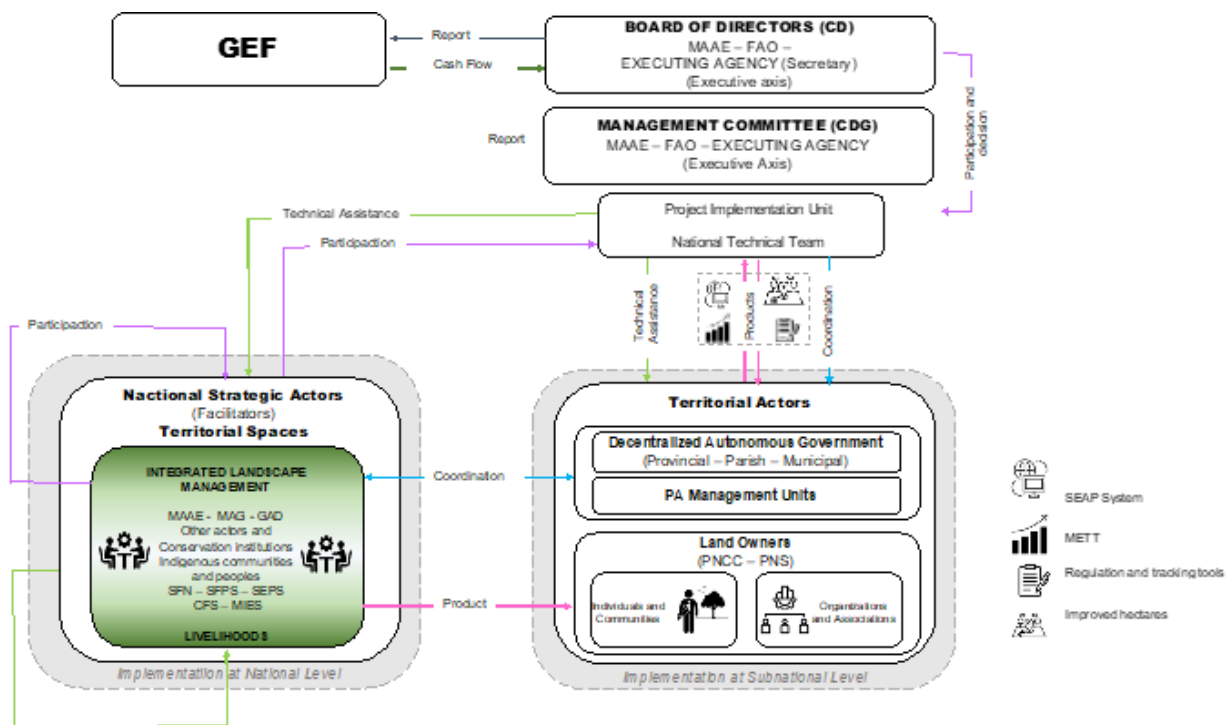 GEF
Report
Cash Flow
BOARD OF DIRECTORS (CD)
MAAE – FAO –
EXECUTING AGENCY (Secretary)
(Executive axis)
Participation and
decision
MANAGEMENT COMMITTEE (CDG)
MAAE – FAO – EXECUTING AGENCY
(Executive Axis)
Report
Project Implementation Unit
National Technical Team
Technical Assistance
Participaction
Technical
Assistance
Products
Coordination
Participaction
Nactional Strategic Actors
(Facilitators)
Territorial Spaces
INTEGRATED LANDSCAPE
MANAGEMENT
MAAE - MAG - GAD
Other actors and
Conservation institutions
Indigenous communities
and peoples
SFN – SFPS – SEPS
CFS – MIES
LIVELIHOODS
Implementatiion at National Level
Coordination
Product
Territorial Actors
Decentralized Autonomous Government
(Provincial – Parish – Municipal)
PA Management Units
Land Owners
(PNCC – PNS)
Individuals and
Communities
Organizations
and Associations
Implementation at Subnational Level
SEAP System
METT
Regulation and tracking tools
Improved hectares